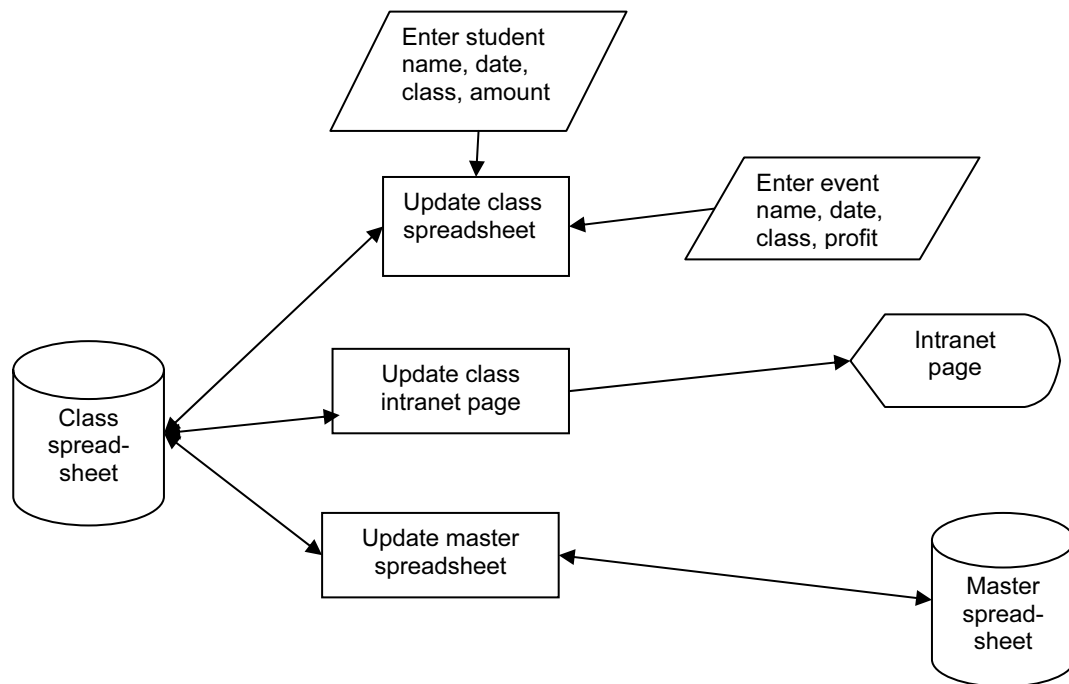 Enter student
name, date,
class, amount
Update class
spreadsheet
Enter event
name, date,
class, profit
Class
spread-
sheet
Update class
intranet page
Intranet
page
Update master
spreadsheet
Master
spread-
sheet